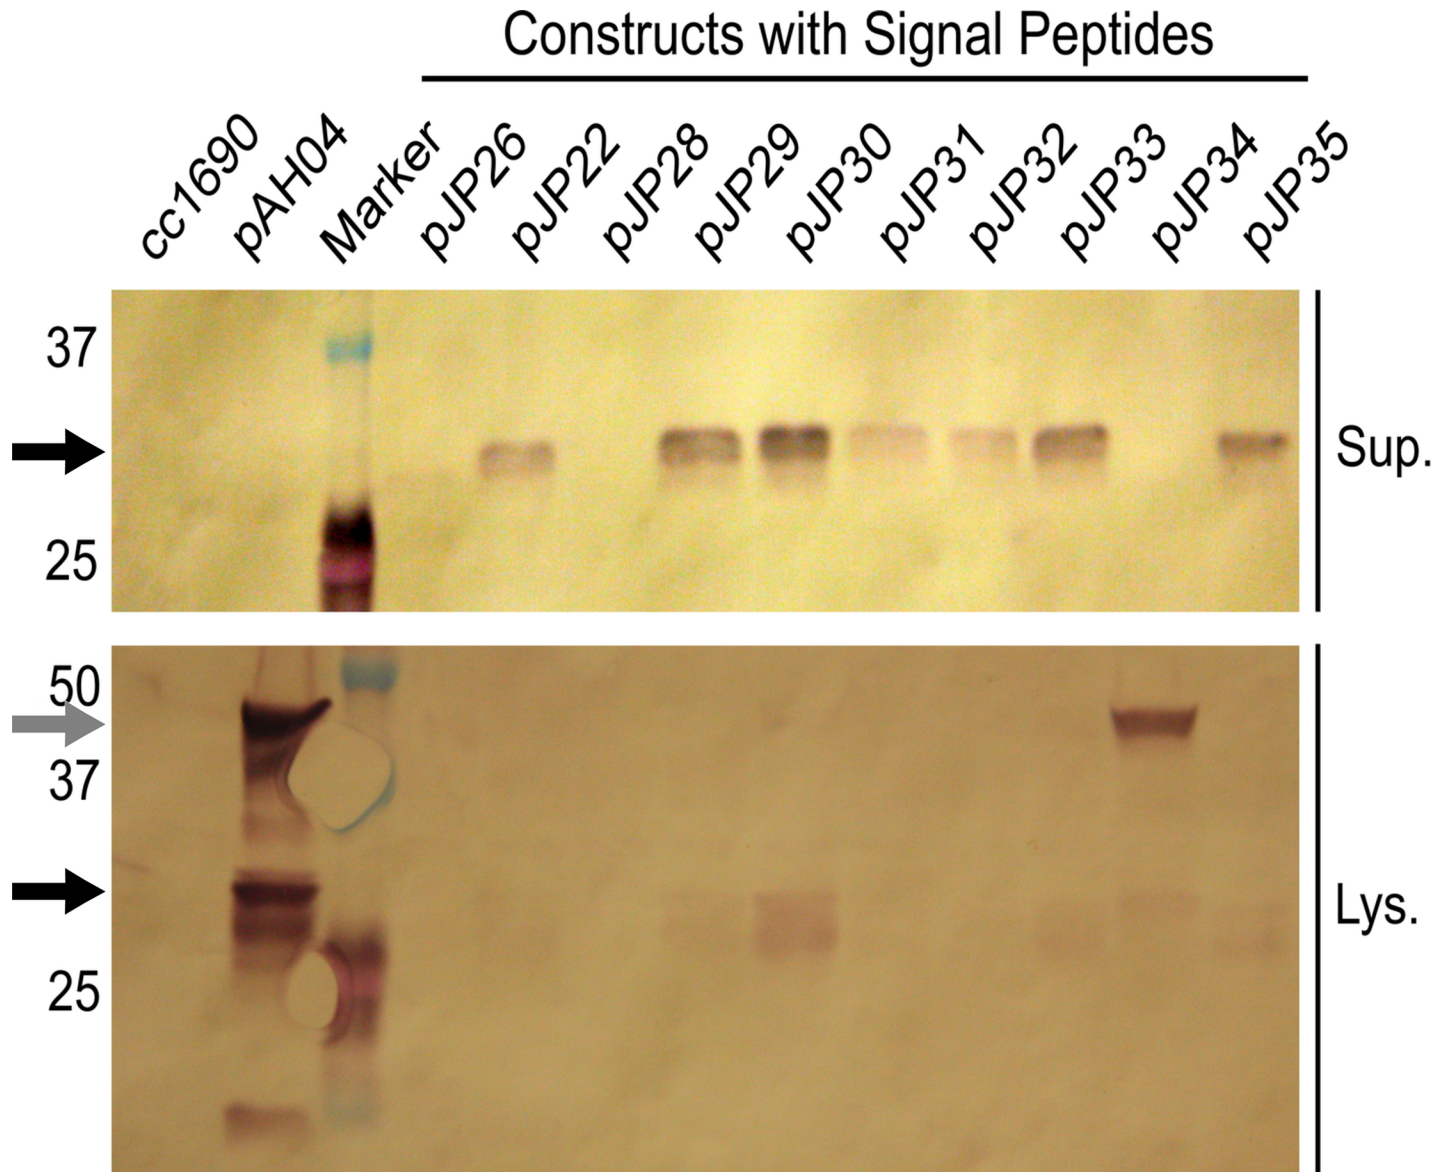 Constructs with Signal Peptides
cc1690
pAH04
Marker
pJP26
pJP22
pJP28
pJP29
pJP30
pJP31
pJP32
pJP33
pJP34
pJP35
37
25
Sup.
50
37
25
Lys.